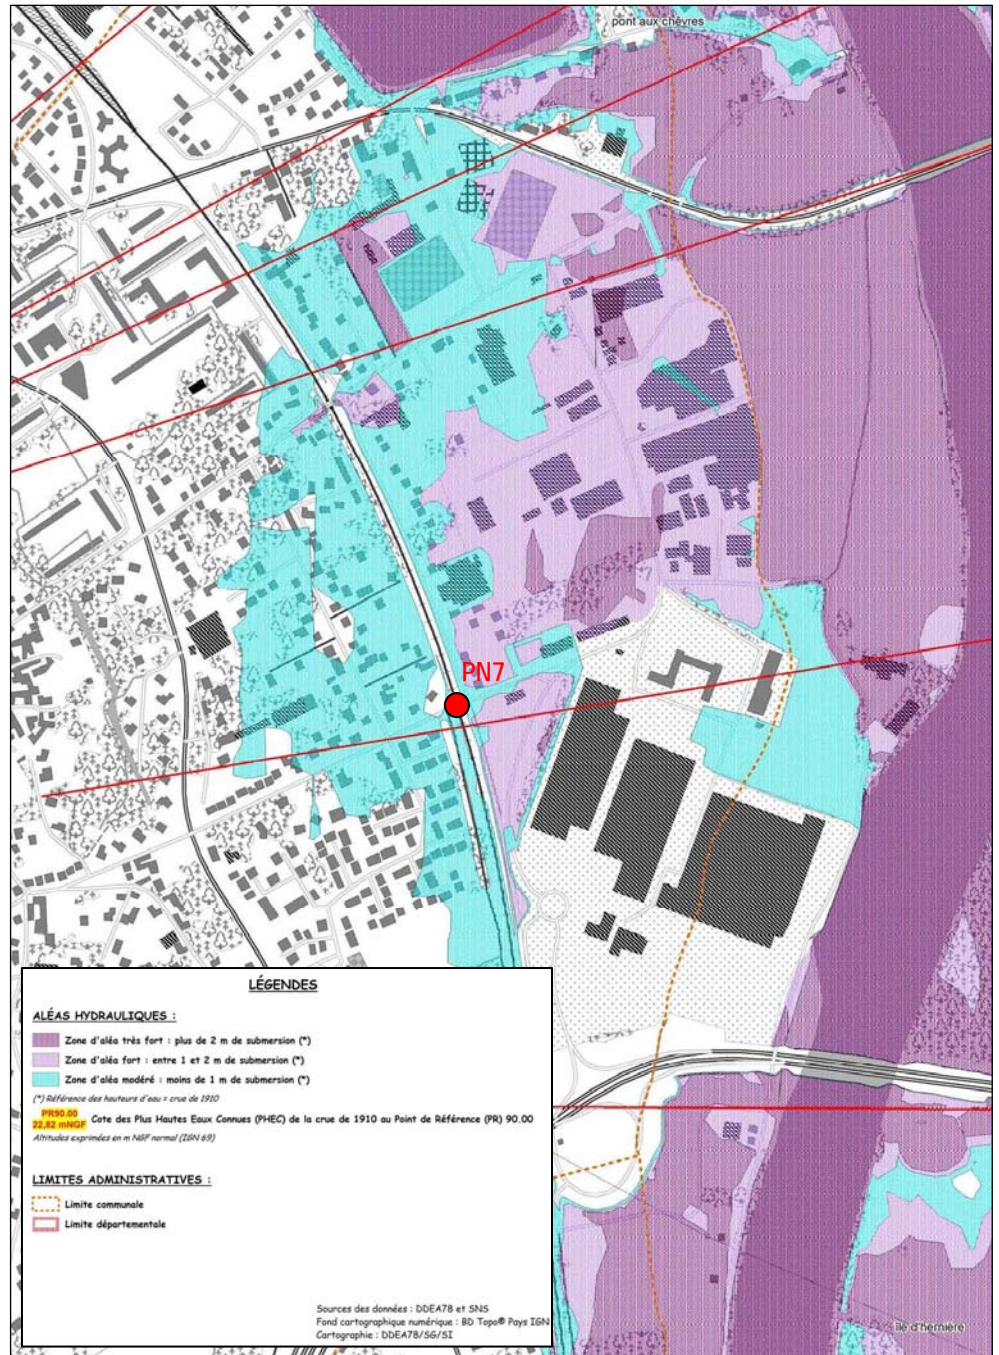 pont aux chèvres
PN7
LÉGENDES
ALÉAS HYDRAULIQUES :
Zone d'aléa très fort : plus de 2 m de submersion (*)
Zone d'aléa fort : entre 1 et 2 m de submersion (*)
Zone d'aléa modéré : moins de 1 m de submersion (*)
(*) Référence des hauteurs d'eau = crue de 1910
PR90.00
22,82 mNGF Cote des Plus Hautes Eaux Connues (PHEC) de la crue de 1910 au Point de Référence (PR) 90.00
Altitudes exprimées en m NGF normal (IGN 69)
LIMITES ADMINISTRATIVES :
Limite communale
Limite départementale
Sources des données : DDEA78 et SNS
Fond cartographique numérique : BD Topo® Pays IGN
Cartographie : DDEA78/SG/SI
île d'hernière